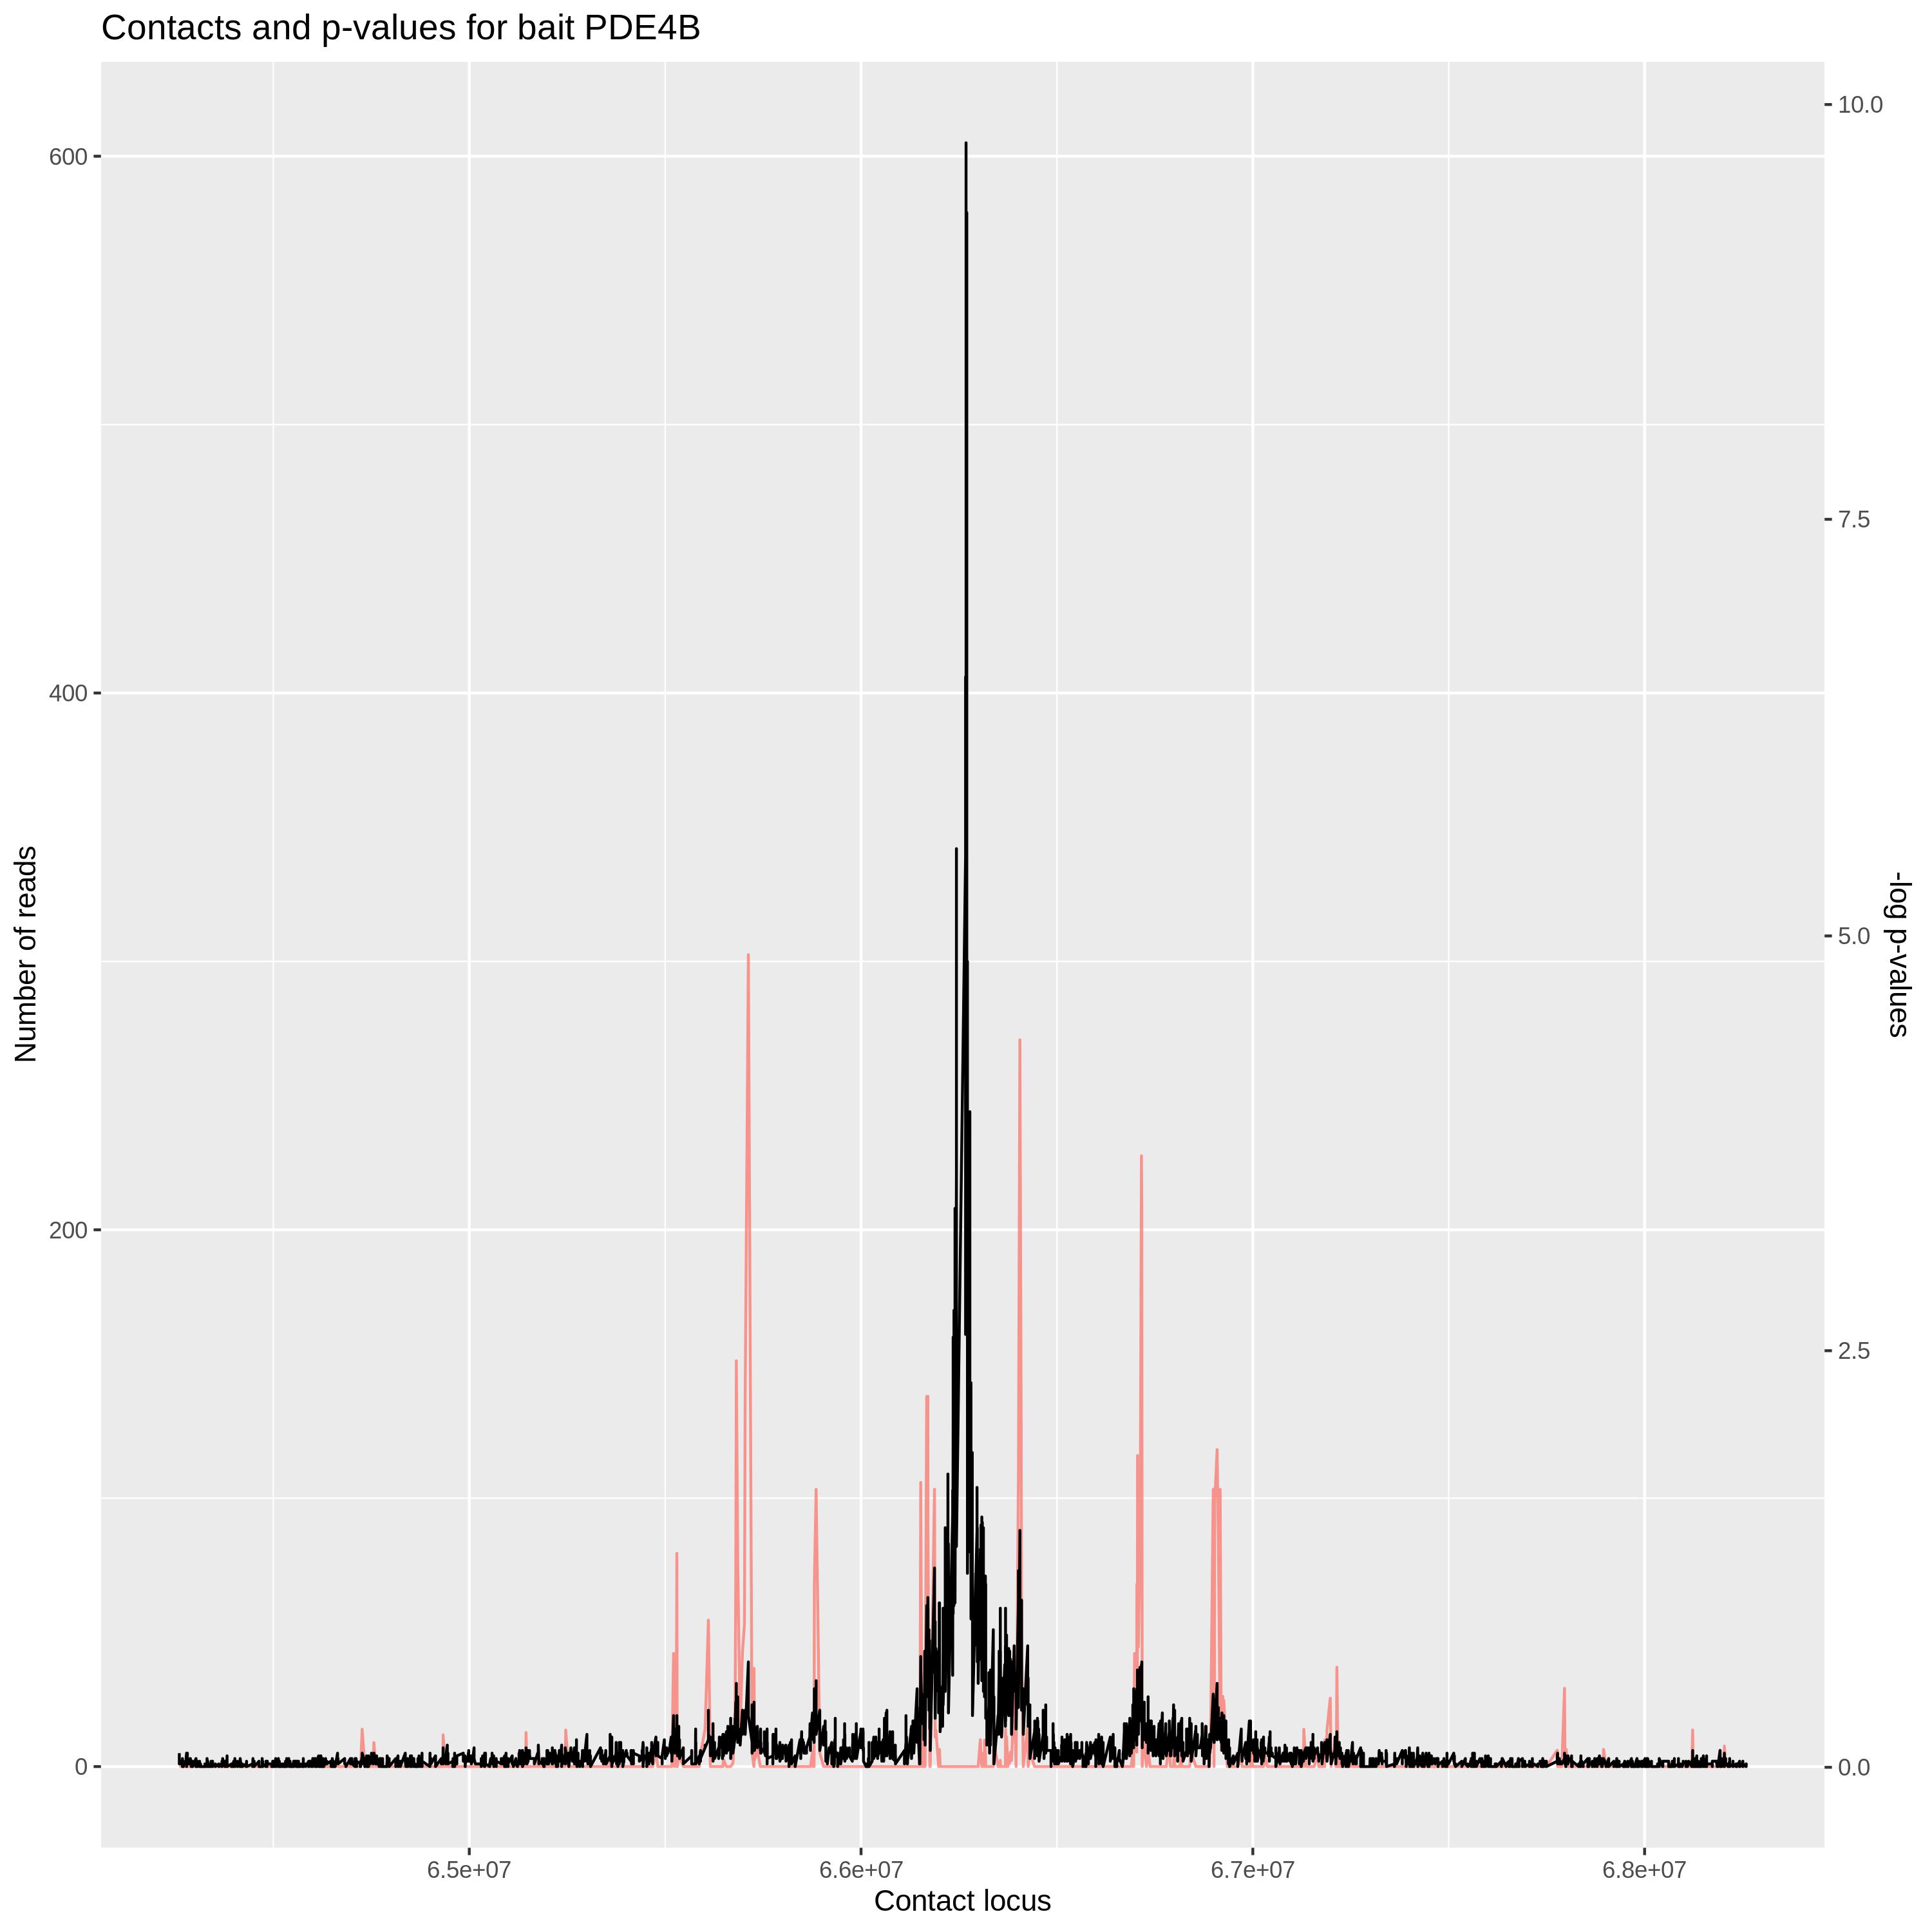 Contacts and p-values for bait PDE4B
600
400
200
0
Number of reads
10.0
7.5
5.0
2.5
0.0
-log p-values
6.5e+07
6.6e+07
6.7e+07
6.8e+07
Contact locus